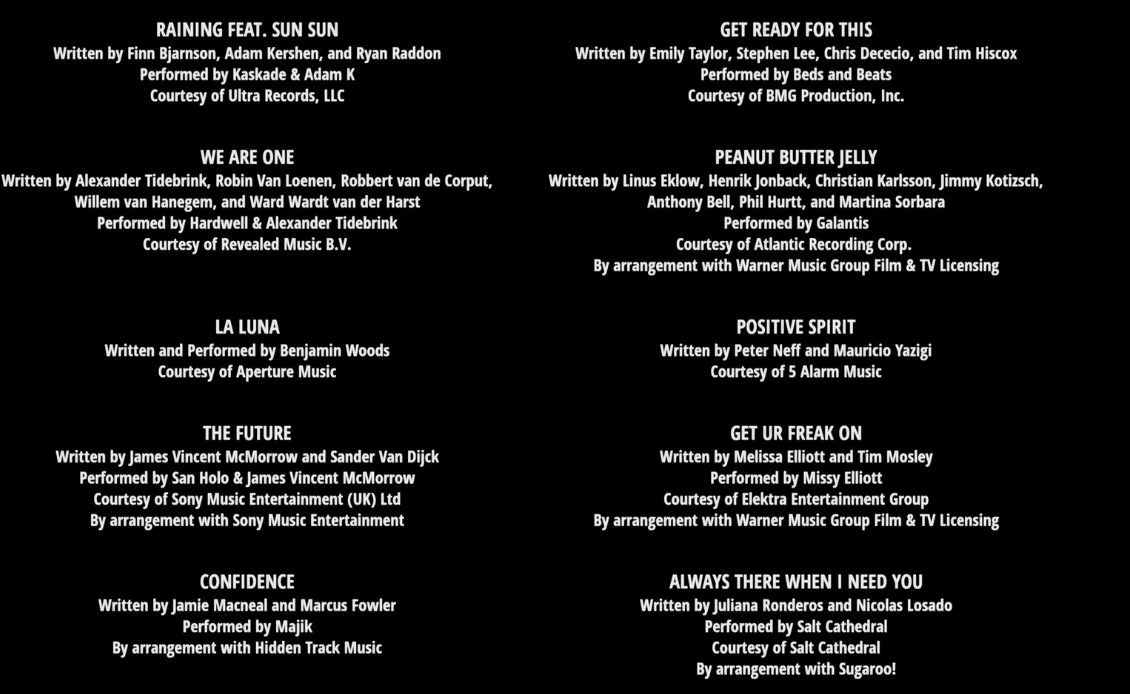 RAINING FEAT. SUN SUN
Written by Finn Bjarnson, Adam Kershen, and Ryan Raddon
Performed by Kaskade & Adam K
Courtesy of Ultra Records, LLC
WE ARE ONE
Written by Alexander Tidebrink, Robin Van Loenen, Robbert van de Corput,
Willem van Hanegem, and Ward Wardt van der Harst
Performed by Hardwell & Alexander Tidebrink
Courtesy of Revealed Music B.V.
LA LUNA
Written and Performed by Benjamin Woods
Courtesy of Aperture Music
THE FUTURE
Written by James Vincent McMorrow and Sander Van Dijck
Performed by San Holo & James Vincent McMorrow
Courtesy of Sony Music Entertainment (UK) Ltd
By arrangement with Sony Music Entertainment
CONFIDENCE
Written by Jamie Macneal and Marcus Fowler
Performed by Majik
By arrangement with Hidden Track Music
GET READY FOR THIS
Written by Emily Taylor, Stephen Lee, Chris Dececio, and Tim Hiscox
Performed by Beds and Beats
Courtesy of BMG Production, Inc.
PEANUT BUTTER JELLY
Written by Linus Eklow, Henrik Jonback, Christian Karlsson, Jimmy Kotizsch,
Anthony Bell, Phil Hurtt, and Martina Sorbara
Performed by Galantis
Courtesy of Atlantic Recording Corp.
By arrangement with Warner Music Group Film & TV Licensing
POSITIVE SPIRIT
Written by Peter Neff and Mauricio Yazigi
Courtesy of 5 Alarm Music
GET UR FREAK ON
Written by Melissa Elliott and Tim Mosley
Performed by Missy Elliott
Courtesy of Elektra Entertainment Group
By arrangement with Warner Music Group Film & TV Licensing
ALWAYS THERE WHEN I NEED YOU
Written by Juliana Ronderos and Nicolas Losado
Performed by Salt Cathedral
Courtesy of Salt Cathedral
By arrangement with Sugaroo!